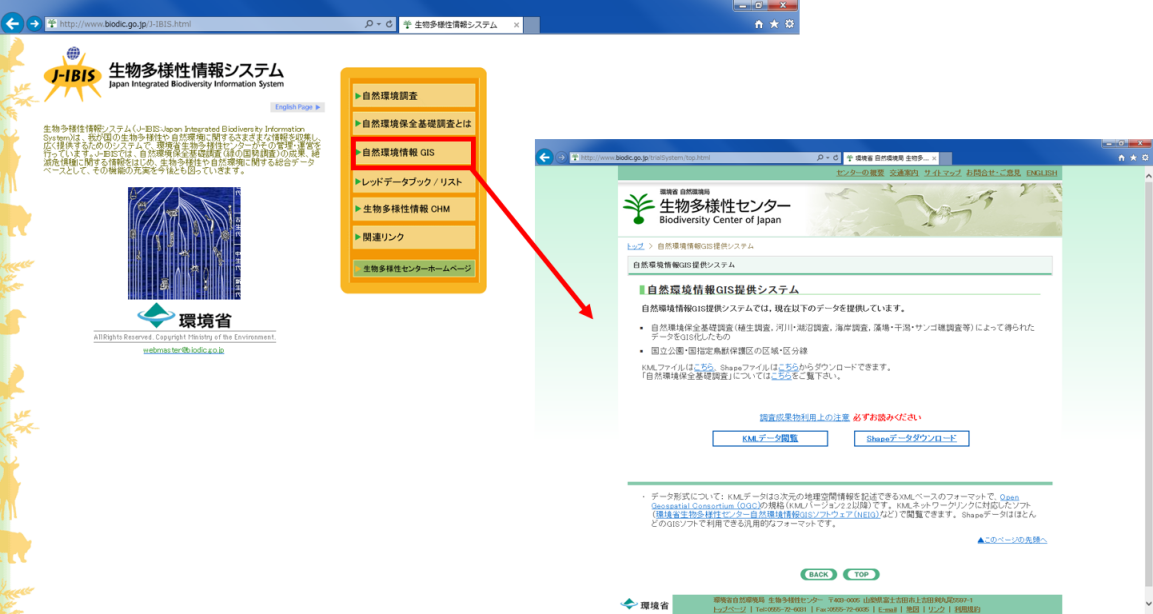 http://www.biodic.go.jp/J-IBIS.html
生物多様性情報システム
J-IBIS
生物多様性情報システム
Japan Integrated Biodiversity Information System
English Page ▶
生物多様性情報システム(J-IBIS:Japan Integrated Biodiversity Information
System)は、我が国の生物多様性や自然環境に関するさまざまな情報を収集し、
広く提供するためのシステムで、環境省生物多様性センターがその管理・運営を
行っています。J-IBISでは、自然環境保全基礎調査(緑の国勢調査)の成果、絶
滅危惧種に関する情報をはじめ、生物多様性や自然環境に関する総合データ
ベースとして、その機能の充実を今後とも図っていきます。
環境省
All Rights Reserved. Copyright Ministry of the Environment.
webmaster@biodic.go.jp
▶自然環境調査
▶自然環境保全基礎調査とは
▶自然環境情報 GIS
▶レッドデータブック / リスト
▶生物多様性情報 CHM
▶関連リンク
▶生物多様性センターホームページ
http://www.biodic.go.jp/trialSystem/top.html
環境省 自然環境局 生物多...
センターの概要 交通案内 サイトマップ お問合せ・ご意見 ENGLISH
環境省 自然環境局
生物多様性センター
Biodiversity Center of Japan
トップ > 自然環境情報GIS提供システム
自然環境情報GIS提供システム
自然環境情報GIS提供システム
自然環境情報GIS提供システムでは、現在以下のデータを提供しています。
• 自然環境保全基礎調査(植生調査、河川・湖沼調査、海岸調査、藻場・干潟・サンゴ礁調査等)によって得られた
データをGIS化したもの
• 国立公園・国指定鳥獣保護区の区域・区分線
KMLファイルはこちら、Shapeファイルはこちらからダウンロードできます。
「自然環境保全基礎調査」についてはこちらをご覧下さい。
調査成果物利用上の注意 必ずお読みください
KMLデータ閲覧
Shapeデータダウンロード
・ データ形式について: KMLデータは3次元の地理空間情報を記述できるXMLベースのフォーマットで、Open
Geospatial Consortium (OGC)の規格(KMLバージョン2.2以降)です。 KMLネットワークリンクに対応したソフト
(環境省生物多様性センター自然環境情報GISソフトウェア(NEIG)など)で閲覧できます。 Shapeデータはほとん
どのGISソフトで利用できる汎用的なフォーマットです。
▲このページの先頭へ
BACK
TOP
環境省
環境省自然環境局 生物多様性センター 〒403-0005 山梨県富士吉田市上吉田剣丸尾5597-1
トップページ | Tel:0555-72-6031 | Fax:0555-72-6035 | E-mail | 地図 | リンク | 利用規約